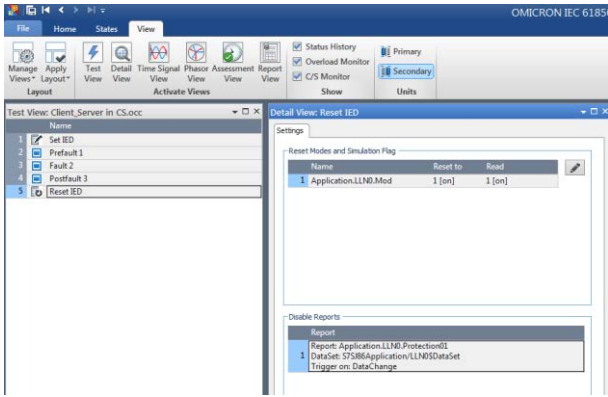 OMICRON IEC 6185
File Home States View
Manage Views Apply Layout Test View Detail View Time Signal View Phasor View Assessment View Report View
Status History
Overload Monitor
C/S Monitor
Primary
Secondary
Layout Activate Views Show Units
Test View: Client_Server in CS.occ
Name
1 Set IED
2 Prefault 1
3 Fault 2
4 Postfault 3
5 Reset IED
Detail View: Reset IED
Settings
Reset Modes and Simulation Flag
Name Reset to Read
1 Application.LLN0.Mod 1 [on] 1 [on]
Disable Reports
Report
Report: Application.LLN0.Protection01
1 DataSet: S7SJ86Application/LLN0$DataSet
Trigger on: DataChange